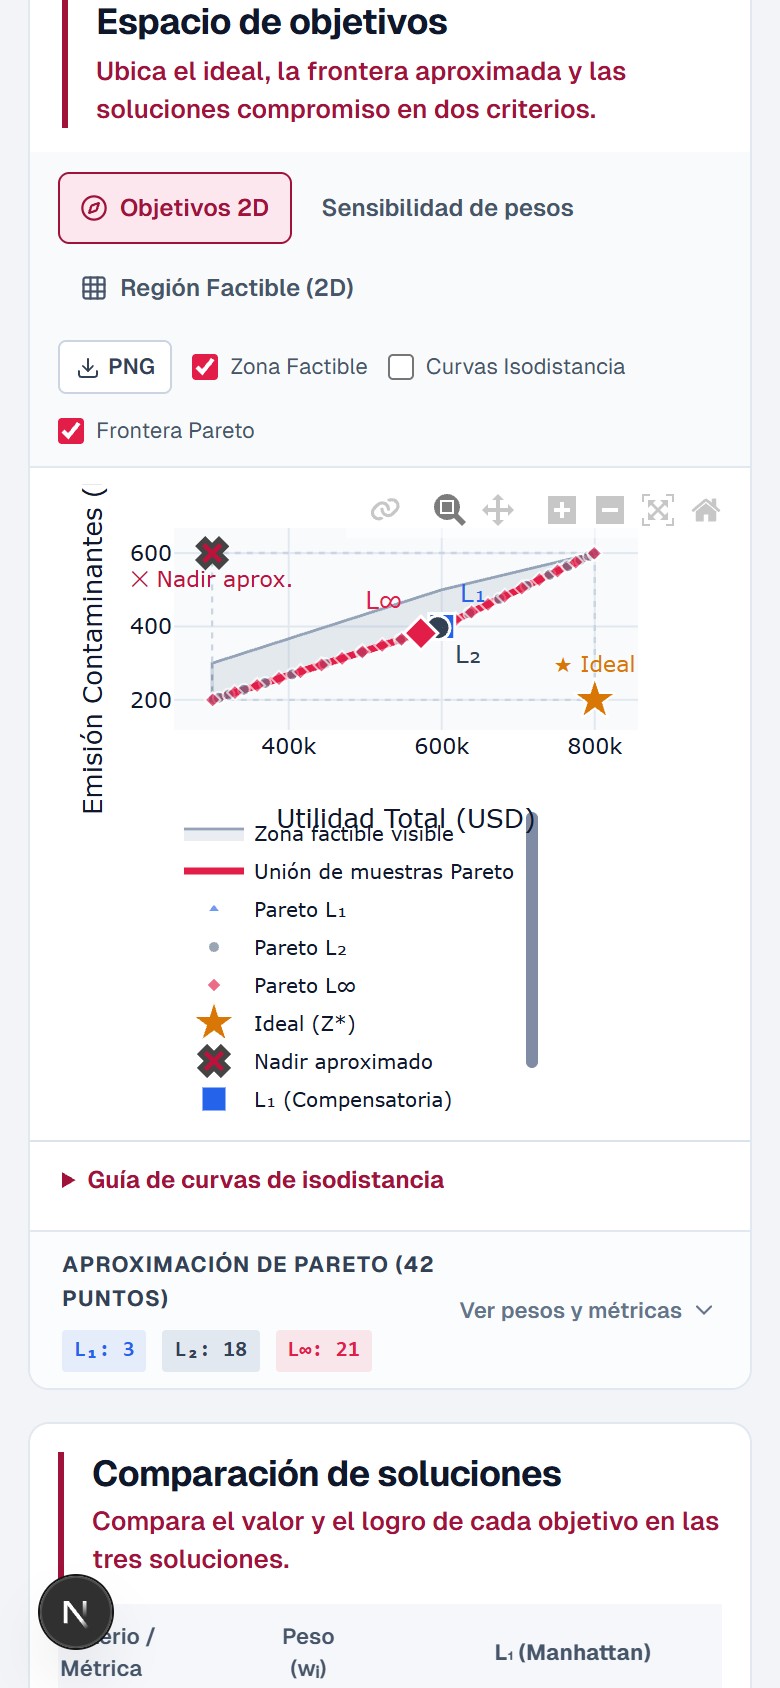 Espacio de objetivos
Ubica el ideal, la frontera aproximada y las
soluciones compromiso en dos criterios.
Objetivos 2D
Sensibilidad de pesos
Región Factible (2D)
PNG
Zona Factible
Curvas Isodistancia
Frontera Pareto
Emisión Contaminantes (
600
400
200
× Nadir aprox.
L∞
L₁
L₂
★ Ideal
400k
600k
800k
Utilidad Total (USD)
Zona factible visible
Unión de muestras Pareto
Pareto L₁
Pareto L₂
Pareto L∞
Ideal (Z*)
Nadir aproximado
L₁ (Compensatoria)
Guía de curvas de isodistancia
APROXIMACIÓN DE PARETO (42
PUNTOS)
Ver pesos y métricas
L₁: 3
L₂: 18
L∞: 21
Comparación de soluciones
Compara el valor y el logro de cada objetivo en las
tres soluciones.
N
erio /
Métrica
Peso
(wᵢ)
L₁ (Manhattan)